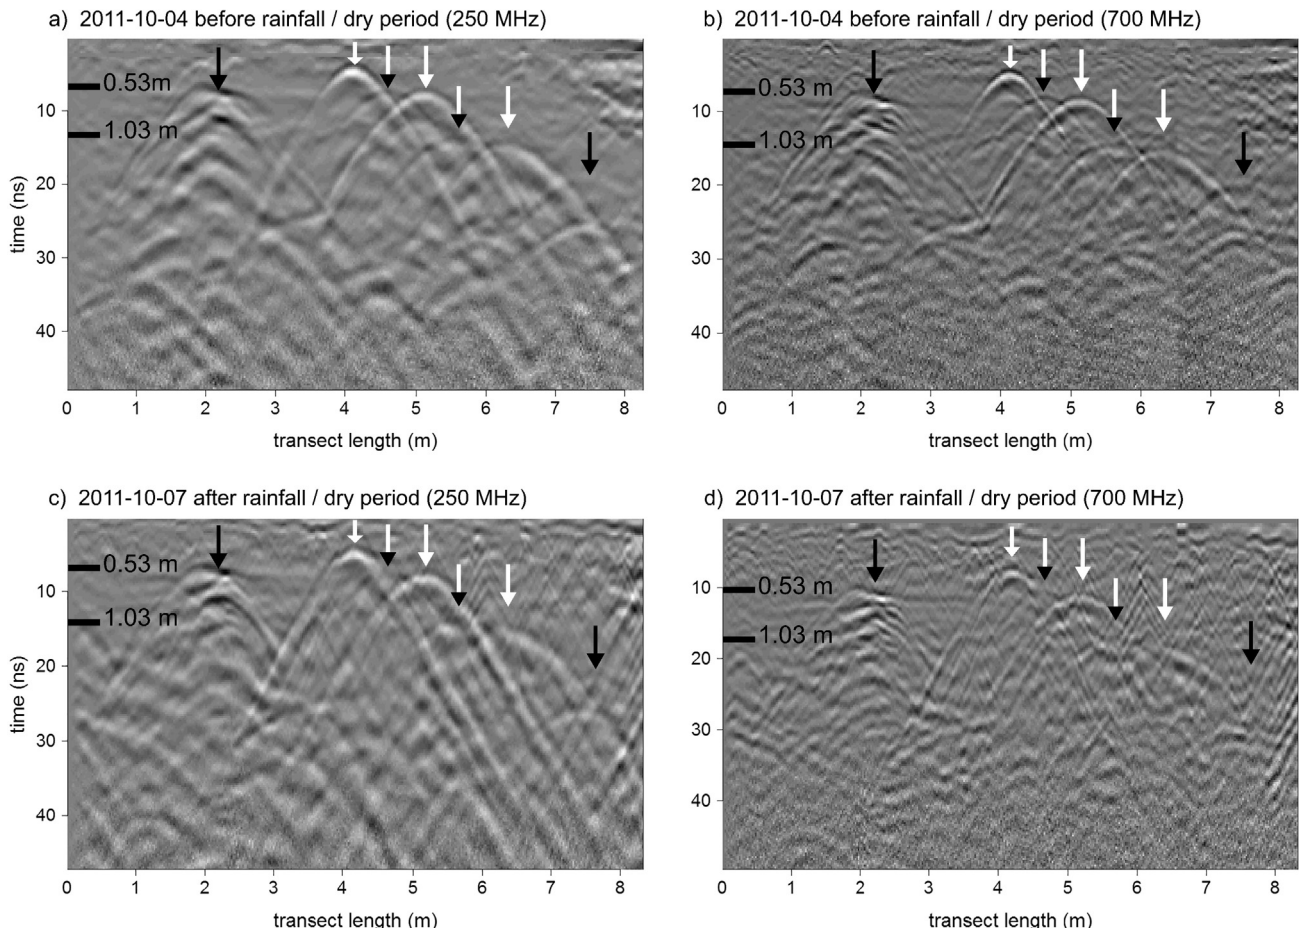 a) 2011-10-04 before rainfall / dry period (250 MHz)
b) 2011-10-04 before rainfall / dry period (700 MHz)
0.53m
10
1.03 m
20
time (ns)
30
40
0 1 2 3 4 5 6 7 8
transect length (m)
0.53 m
10
1.03 m
20
30
40
0 1 2 3 4 5 6 7 8
transect length (m)
c) 2011-10-07 after rainfall / dry period (250 MHz)
d) 2011-10-07 after rainfall / dry period (700 MHz)
0.53 m
10
1.03 m
20
time (ns)
30
40
0 1 2 3 4 5 6 7 8
transect length (m)
10
0.53 m
1.03 m
20
30
40
0 1 2 3 4 5 6 7 8
transect length (m)